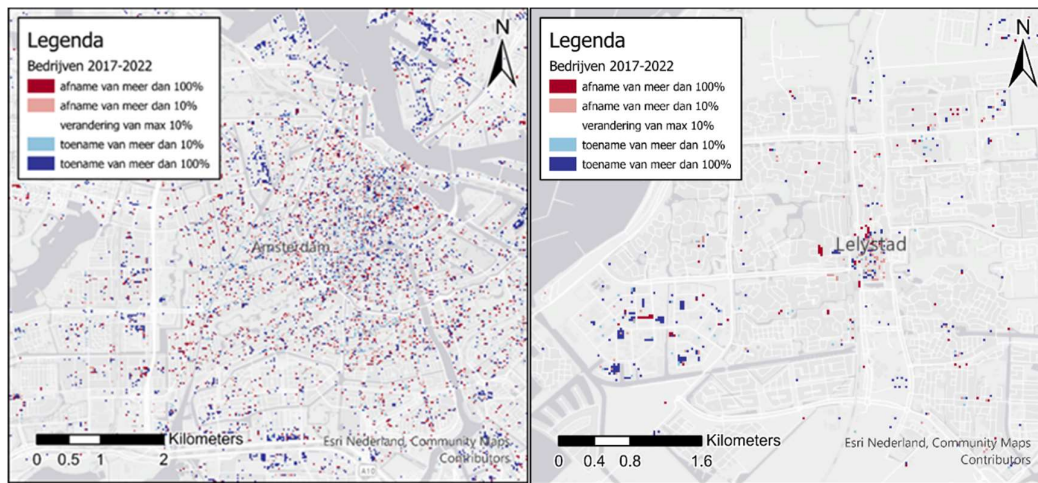 Legenda
Bedrijven 2017-2022
afname van meer dan 100%
afname van meer dan 10%
verandering van max 10%
toename van meer dan 10%
toename van meer dan 100%
N
Amsterdam
Kilometers
0 0.5 1 2
Esri Nederland, Community Maps
Contributors
A10
Legenda
Bedrijven 2017-2022
afname van meer dan 100%
afname van meer dan 10%
verandering van max 10%
toename van meer dan 10%
toename van meer dan 100%
N
Lelystad
Kilometers
0 0.4 0.8 1.6
Esri Nederland, Community Maps
Contributors